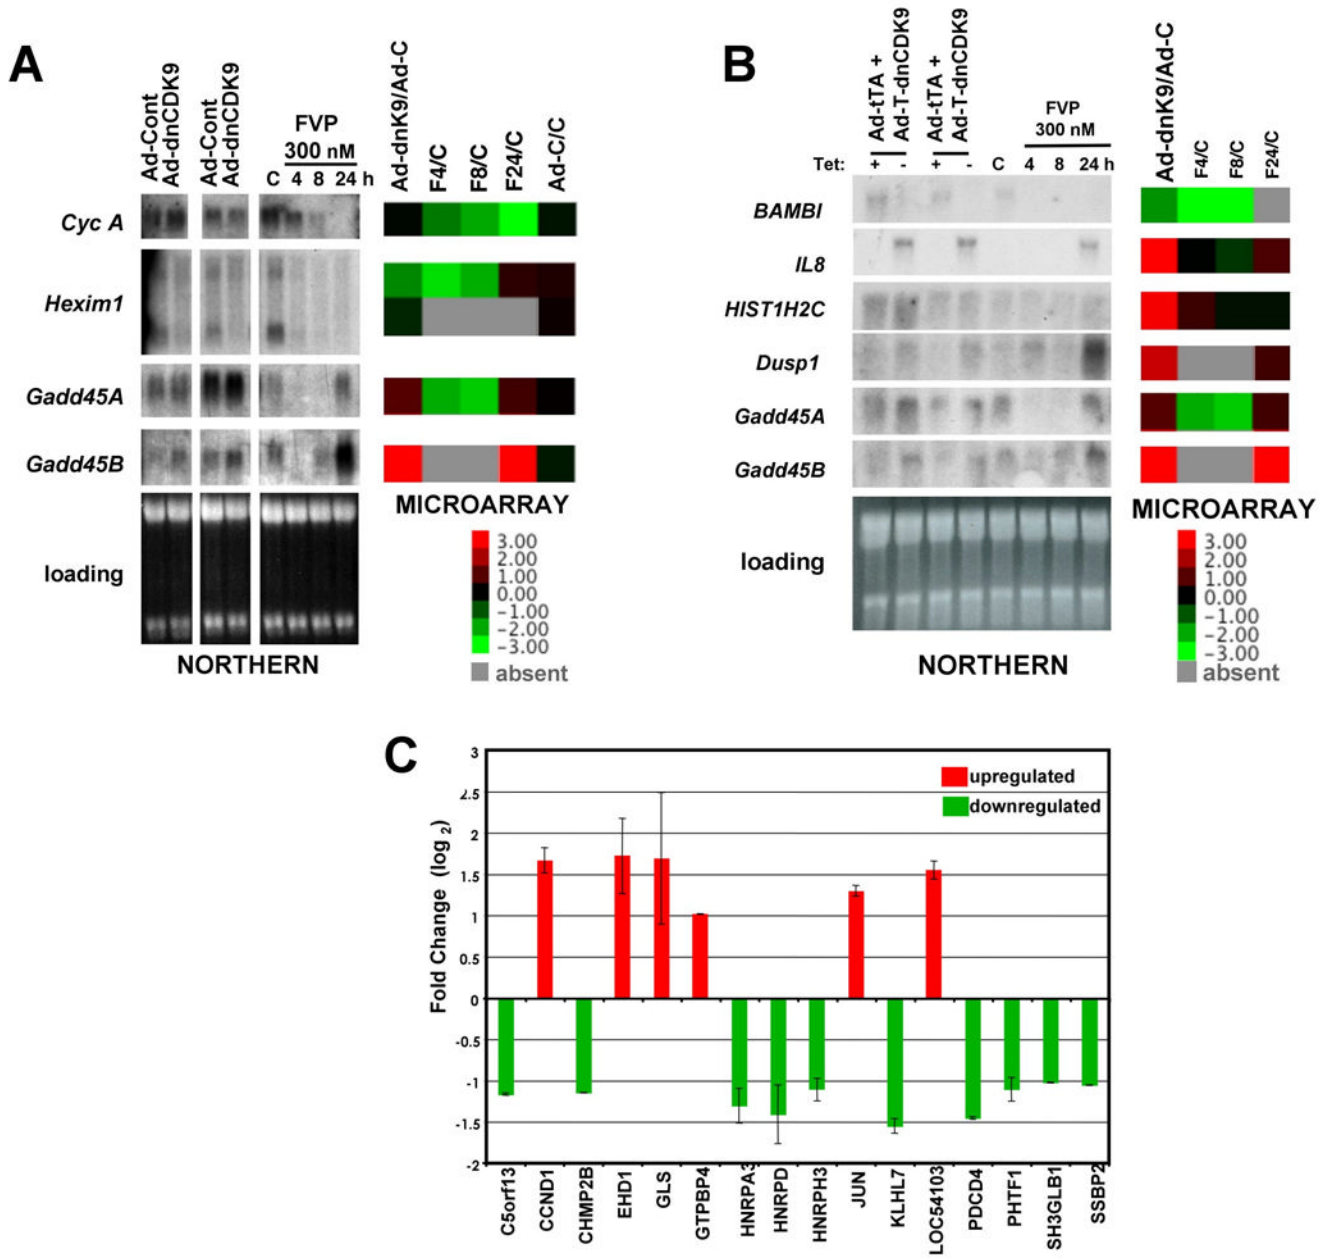 A
Ad-Cont
Ad-dnCDK9
Ad-Cont
Ad-dnCDK9
FVP
300 nM
C 4 8 24 h
Ad-dnK9/Ad-C
F4/C
F8/C
F24/C
Ad-C/C
Cyc A
Hexim1
Gadd45A
Gadd45B
loading
NORTHERN
MICROARRAY
3.00
2.00
1.00
0.00
-1.00
-2.00
-3.00
absent
B
Ad-tTA +
Ad-T-dnCDK9
Ad-tTA +
Ad-T-dnCDK9
FVP
300 nM
Tet: + - + - C 4 8 24 h
Ad-dnK9/Ad-C
F4/C
F8/C
F24/C
BAMBI
IL8
HIST1H2C
Dusp1
Gadd45A
Gadd45B
loading
NORTHERN
MICROARRAY
3.00
2.00
1.00
0.00
-1.00
-2.00
-3.00
absent
C
Fold Change (log 2)
3
2.5
2
1.5
1
0.5
0
-0.5
-1
-1.5
-2
upregulated
downregulated
C5orf13
CCND1
CHMP2B
EHD1
GLS
GTPBP4
HNRPA3
HNRPD
HNRPH3
JUN
KLHL7
LOC54103
PDCD4
PHTF1
SH3GLB1
SSBP2